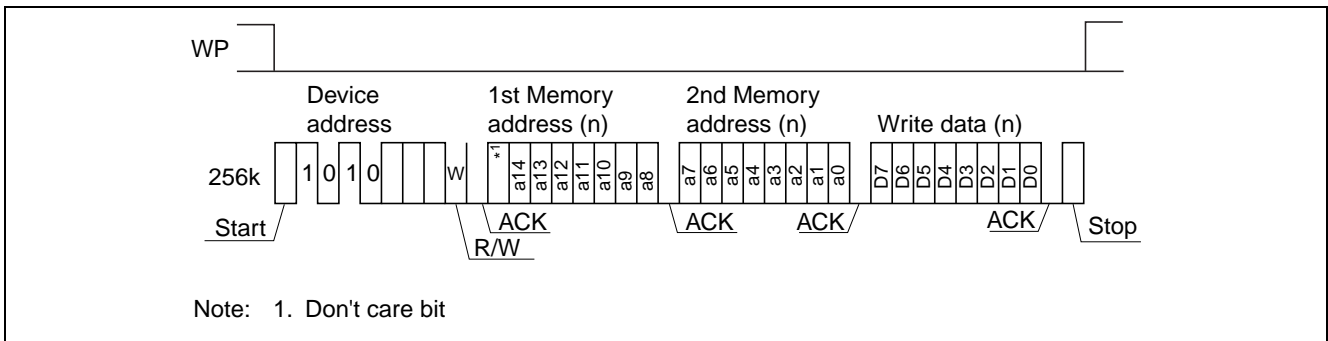 WP
Device
address
1st Memory
address (n)
2nd Memory
address (n)
Write data (n)
256k
1 0 1 0 W *1 a14 a13 a12 a11 a10 a9 a8 a7 a6 a5 a4 a3 a2 a1 a0 D7 D6 D5 D4 D3 D2 D1 D0
Start ACK ACK ACK ACK Stop
R/W
Note: 1. Don't care bit